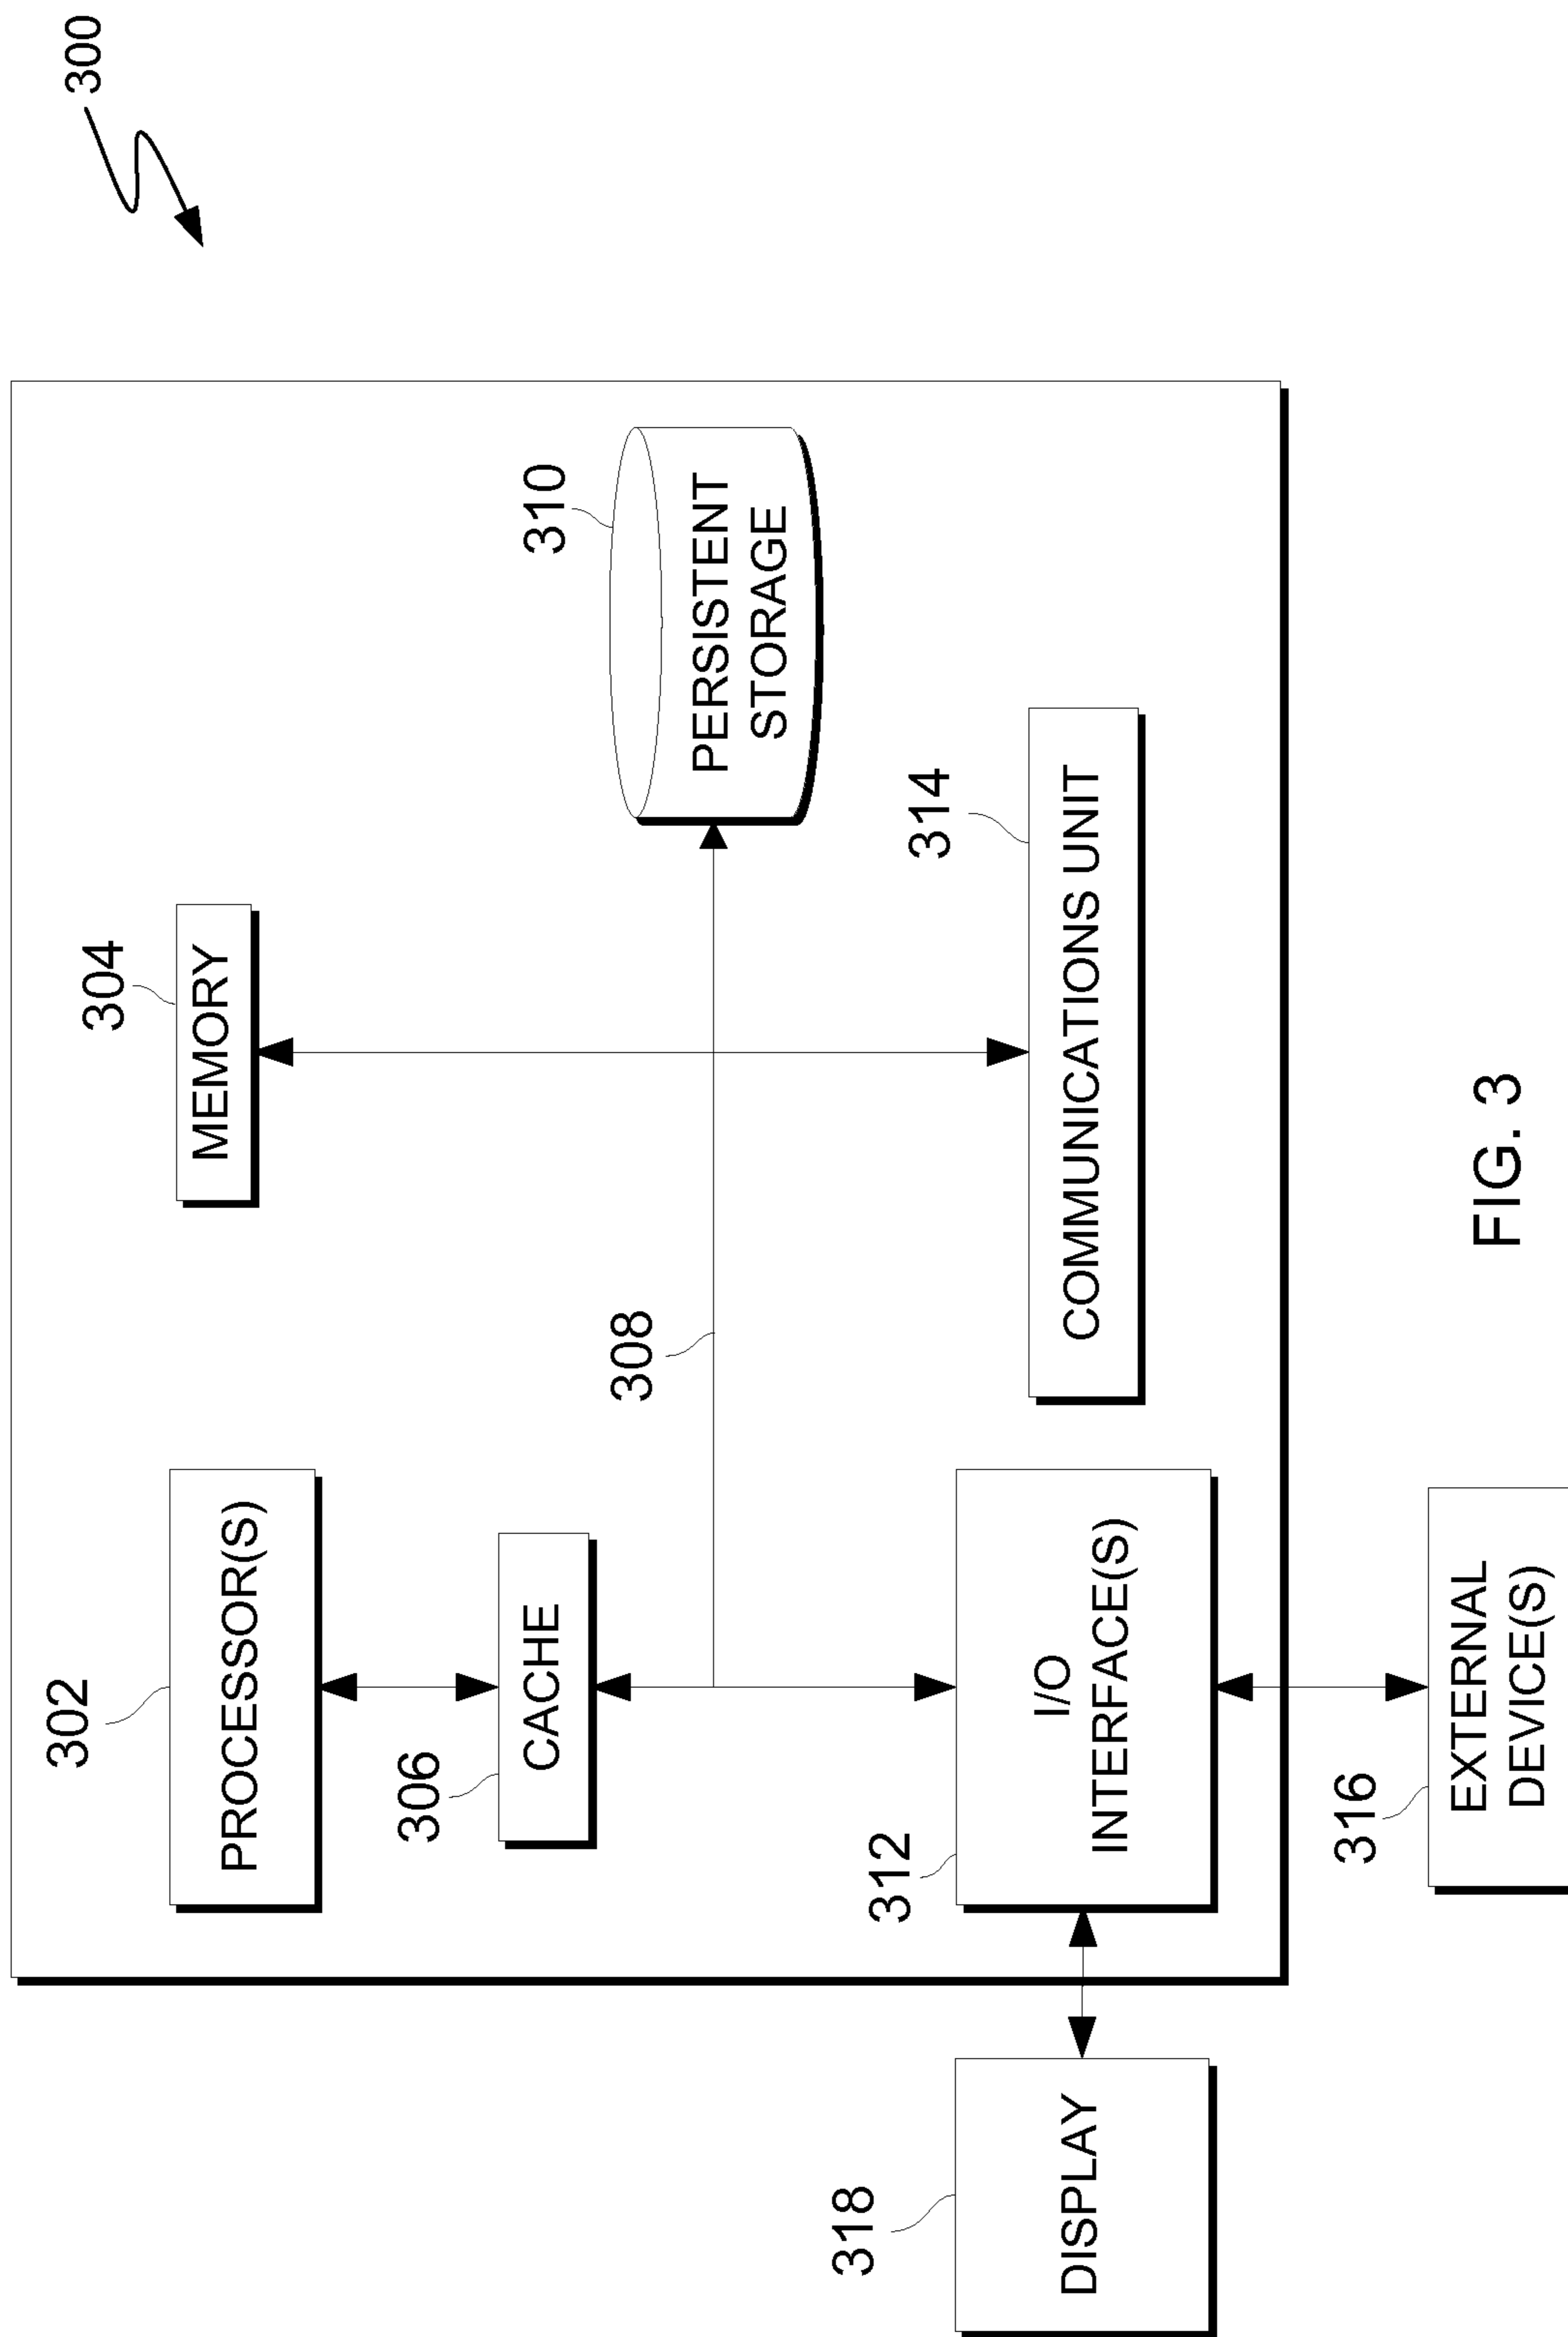 300
302
PROCESSOR(S)
304
MEMORY
306
CACHE
308
310
PERSISTENT
STORAGE
312
I/O
INTERFACE(S)
314
COMMUNICATIONS UNIT
318
DISPLAY
316
EXTERNAL
DEVICE(S)
FIG. 3